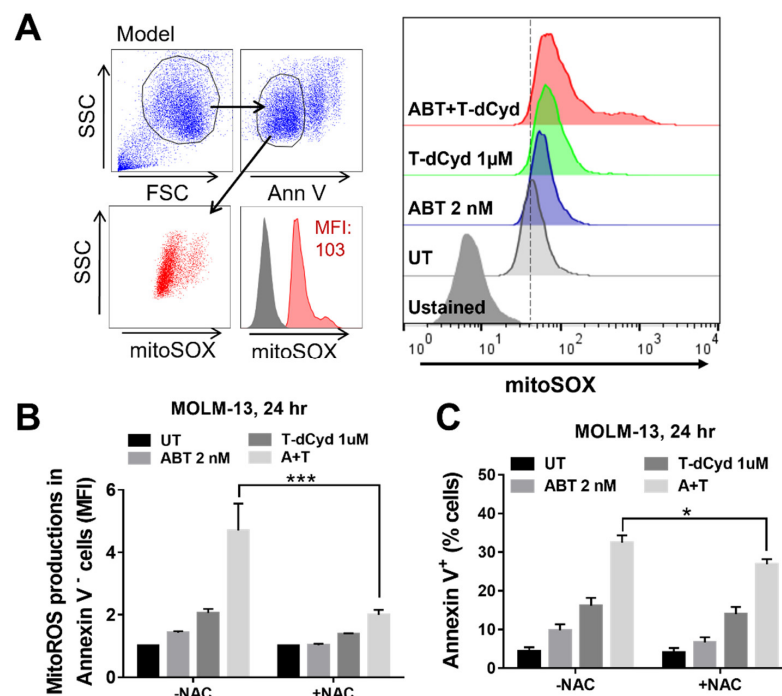 A
Model
SSC
FSC
Ann V
SSC
MFI:
103
mitoSOX
mitoSOX
ABT+T-dCyd
T-dCyd 1µM
ABT 2 nM
UT
Ustained
10^0 10^1 10^2 10^3 10^4
mitoSOX
B
MOLM-13, 24 hr
UT T-dCyd 1uM
ABT 2 nM A+T
MitoROS productions in
Annexin V^- cells (MFI)
6
4
2
0
***
-NAC +NAC
C
MOLM-13, 24 hr
UT T-dCyd 1uM
ABT 2 nM A+T
Annexin V^+ (% cells)
50
40
30
20
10
0
*
-NAC +NAC